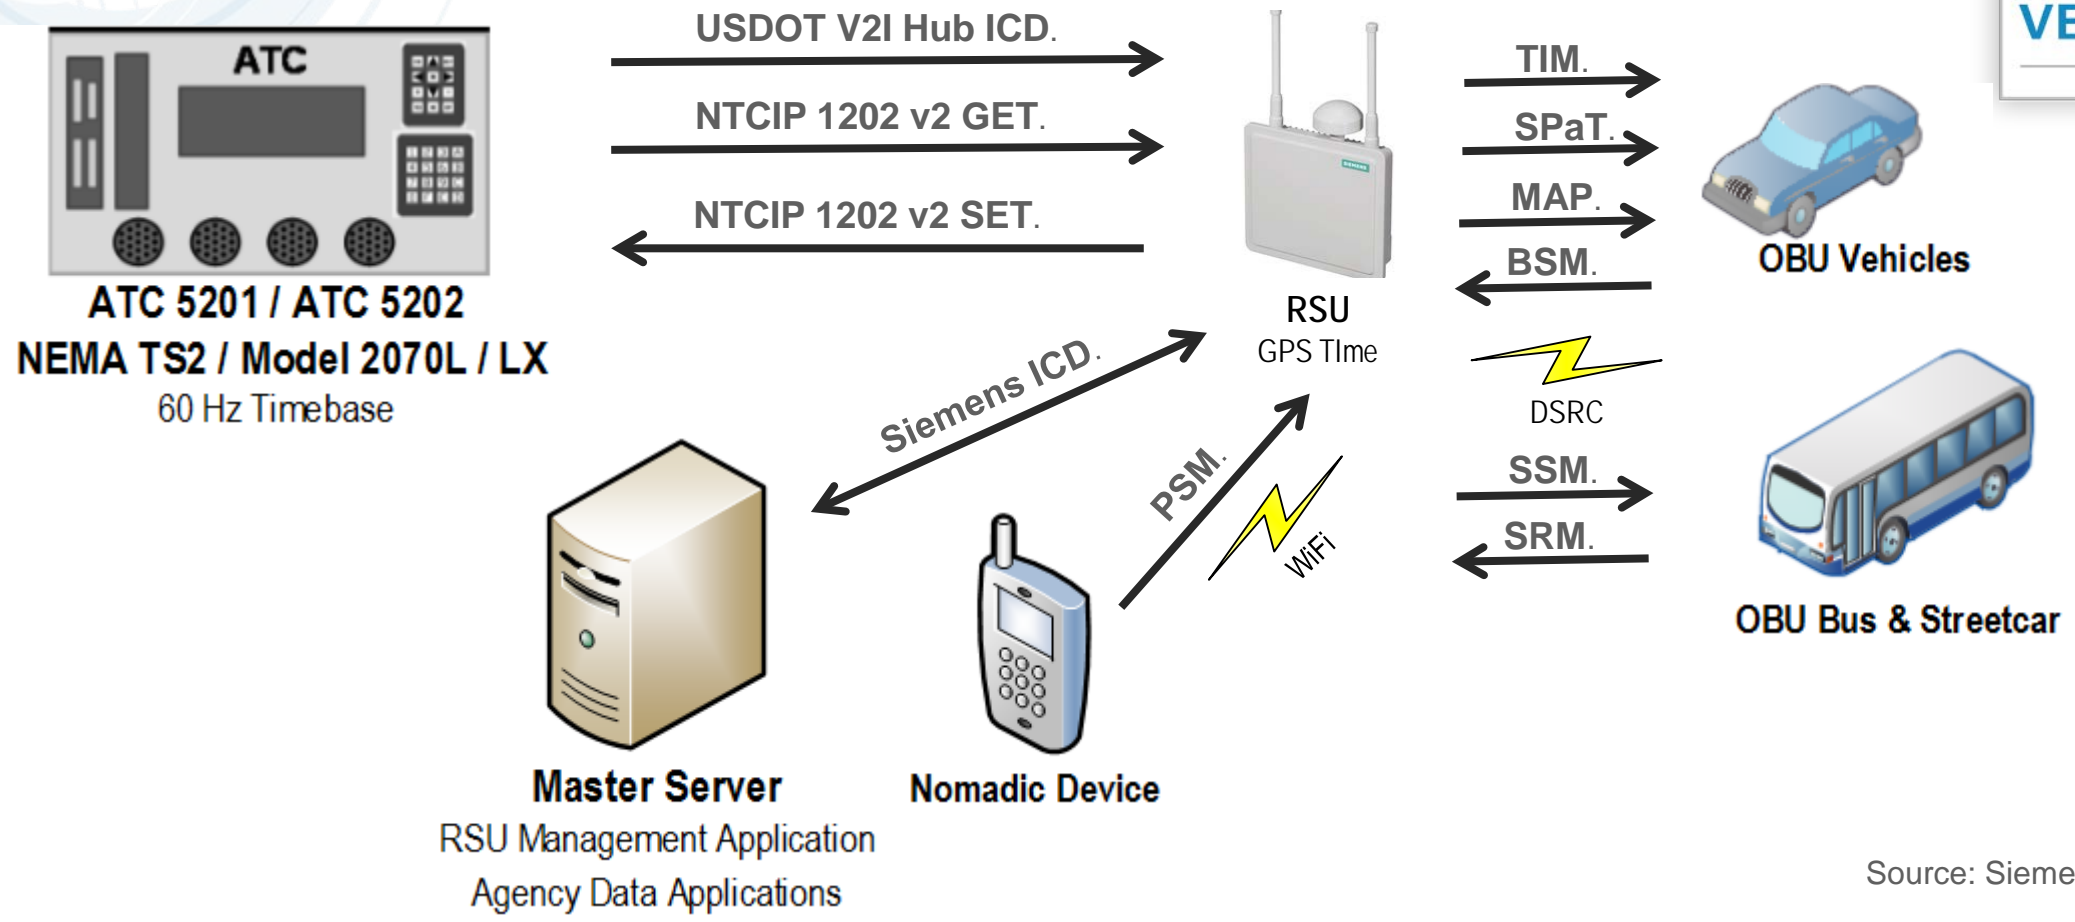 ATC
USDOT V2I Hub ICD.
NTCIP 1202 v2 GET.
NTCIP 1202 v2 SET.
ATC 5201 / ATC 5202
NEMA TS2 / Model 2070L / LX
60 Hz Timebase
SIEMENS
RSU
GPS TIme
TIM.
SPaT.
MAP.
BSM.
OBU Vehicles
DSRC
SSM.
SRM.
OBU Bus & Streetcar
Siemens ICD.
PSM.
WiFi
Master Server
RSU Management Application
Agency Data Applications
Nomadic Device
VE
Source: Sieme